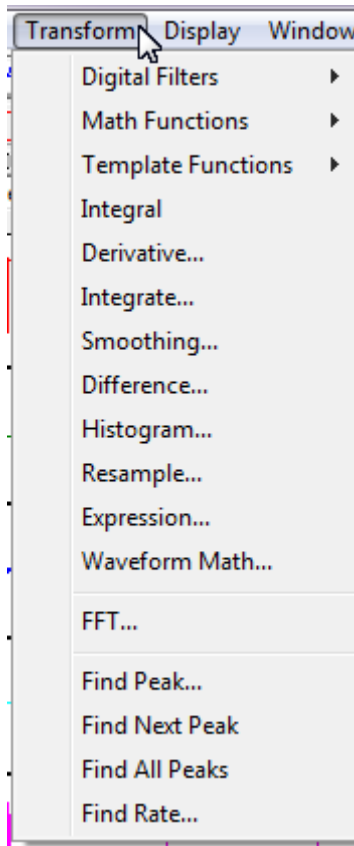 Transform Display Window
Digital Filters
Math Functions
Template Functions
Integral
Derivative...
Integrate...
Smoothing...
Difference...
Histogram...
Resample...
Expression...
Waveform Math...
FFT...
Find Peak...
Find Next Peak
Find All Peaks
Find Rate...